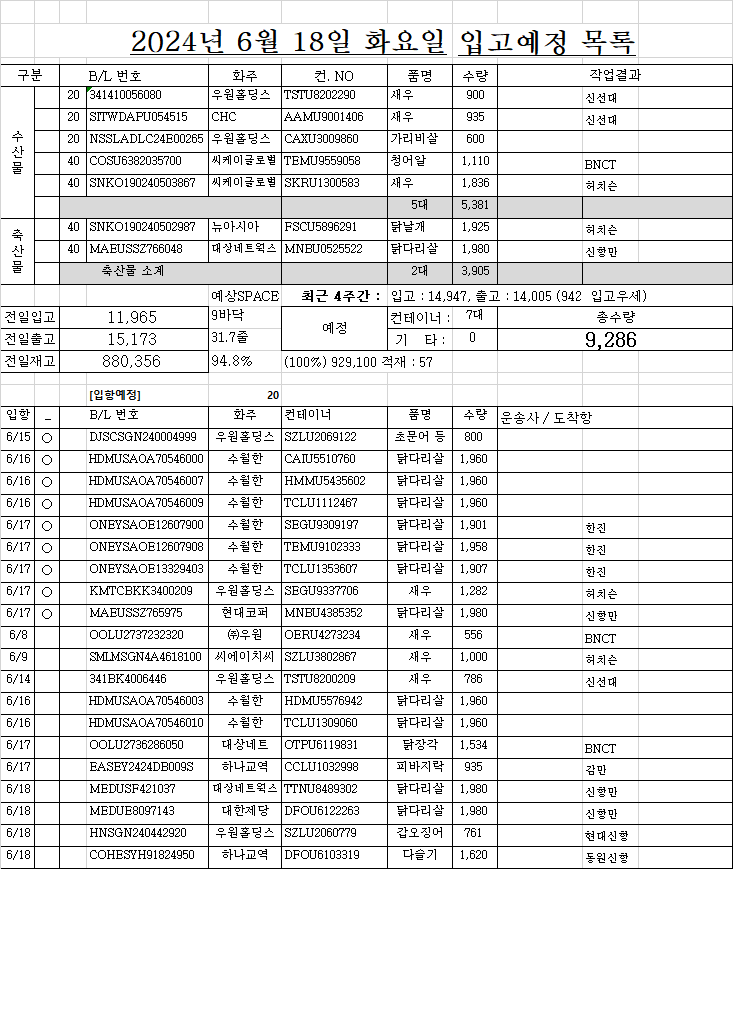 2024년 6월 18일 화요일 입고예정 목록
구분 B/L 번호 화주 컨. NO 품명 수량 작업결과
수산물
20 341410056080 우원홀딩스 TSTU8202290 새우 900 신선대
20 SITWDAPU054515 CHC AAMU9001406 새우 935 신선대
20 NSSLADLC24E00265 우원홀딩스 CAXU3009860 가리비살 600
40 COSU6382035700 씨케이글로벌 TEMU9559058 청어알 1,110 BNCT
40 SNKO190240503867 씨케이글로벌 SKRU1300583 새우 1,836 허치슨
5대 5,381
축산물
40 SNKO190240502987 뉴아시아 FSCU5896291 닭날개 1,925 허치슨
40 MAEUSSZ766048 대상네트웍스 MNBU0525522 닭다리살 1,980 신항만
축산물 소계 2대 3,905
예상SPACE 최근 4주간 : 입고 : 14,947, 출고 : 14,005 (942 입고우세)
전일입고 11,965 9바닥 예정 컨테이너 : 7대 총수량
전일출고 15,173 31.7줄 기 타 : 0 9,286
전일재고 880,356 94.8% (100%) 929,100 적재 : 57
[입항예정] 20
입항 _ B/L 번호 화주 컨테이너 품명 수량 운송사 / 도착항
6/15 ○ DJSCSGN240004999 우원홀딩스 SZLU2069122 초문어 등 800
6/16 ○ HDMUSAOA70546000 수월한 CAIU5510760 닭다리살 1,960
6/16 ○ HDMUSAOA70546007 수월한 HMMU5435602 닭다리살 1,960
6/16 ○ HDMUSAOA70546009 수월한 TCLU1112467 닭다리살 1,960
6/17 ○ ONEYSAOE12607900 수월한 SEGU9309197 닭다리살 1,901 한진
6/17 ○ ONEYSAOE12607908 수월한 TEMU9102333 닭다리살 1,958 한진
6/17 ○ ONEYSAOE13329403 수월한 TCLU1353607 닭다리살 1,907 한진
6/17 ○ KMTCBKK3400209 우원홀딩스 SEGU9337706 새우 1,282 허치슨
6/17 ○ MAEUSSZ765975 현대코퍼 MNBU4385352 닭다리살 1,980 신항만
6/8 OOLU2737232320 ㈜우원 OERU4273234 새우 556 BNCT
6/9 SMLMSGN4A4618100 씨에이치씨 SZLU3802867 새우 1,000 허치슨
6/14 341BK4006446 우원홀딩스 TSTU8200209 새우 786 신선대
6/16 HDMUSAOA70546003 수월한 HDMU5576942 닭다리살 1,960
6/16 HDMUSAOA70546010 수월한 TCLU1309060 닭다리살 1,960
6/17 OOLU2736286050 대상네트 OTPU6119831 닭장각 1,534 BNCT
6/17 EASBY2424DB009S 하나교역 CCLU1032998 피바지락 935 감만
6/18 MEDUSF421037 대상네트웍스 TTNU8489302 닭다리살 1,980 신항만
6/18 MEDUE8097143 대한제당 DFOU6122263 닭다리살 1,980 신항만
6/18 HNSGN240442920 우원홀딩스 SZLU2060779 갑오징어 761 현대신항
6/18 COHESYH91824950 하나교역 DFOU6103319 다슬기 1,620 동원신항